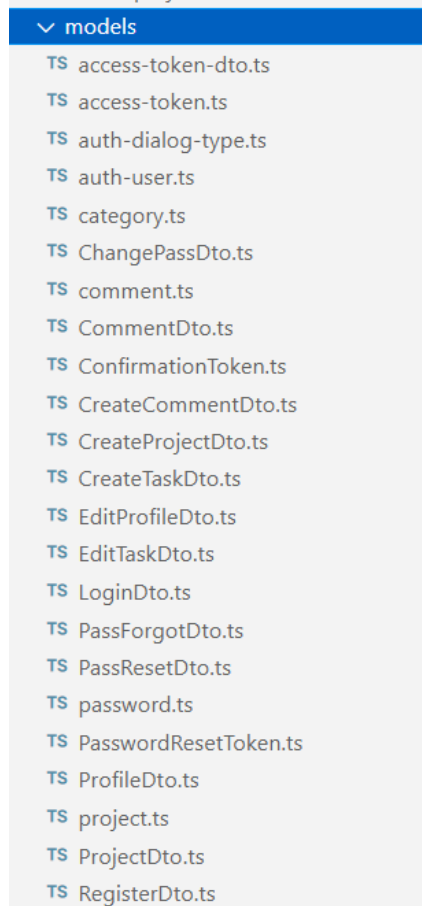 models
TS access-token-dto.ts
TS access-token.ts
TS auth-dialog-type.ts
TS auth-user.ts
TS category.ts
TS ChangePassDto.ts
TS comment.ts
TS CommentDto.ts
TS ConfirmationToken.ts
TS CreateCommentDto.ts
TS CreateProjectDto.ts
TS CreateTaskDto.ts
TS EditProfileDto.ts
TS EditTaskDto.ts
TS LoginDto.ts
TS PassForgotDto.ts
TS PassResetDto.ts
TS password.ts
TS PasswordResetToken.ts
TS ProfileDto.ts
TS project.ts
TS ProjectDto.ts
TS RegisterDto.ts